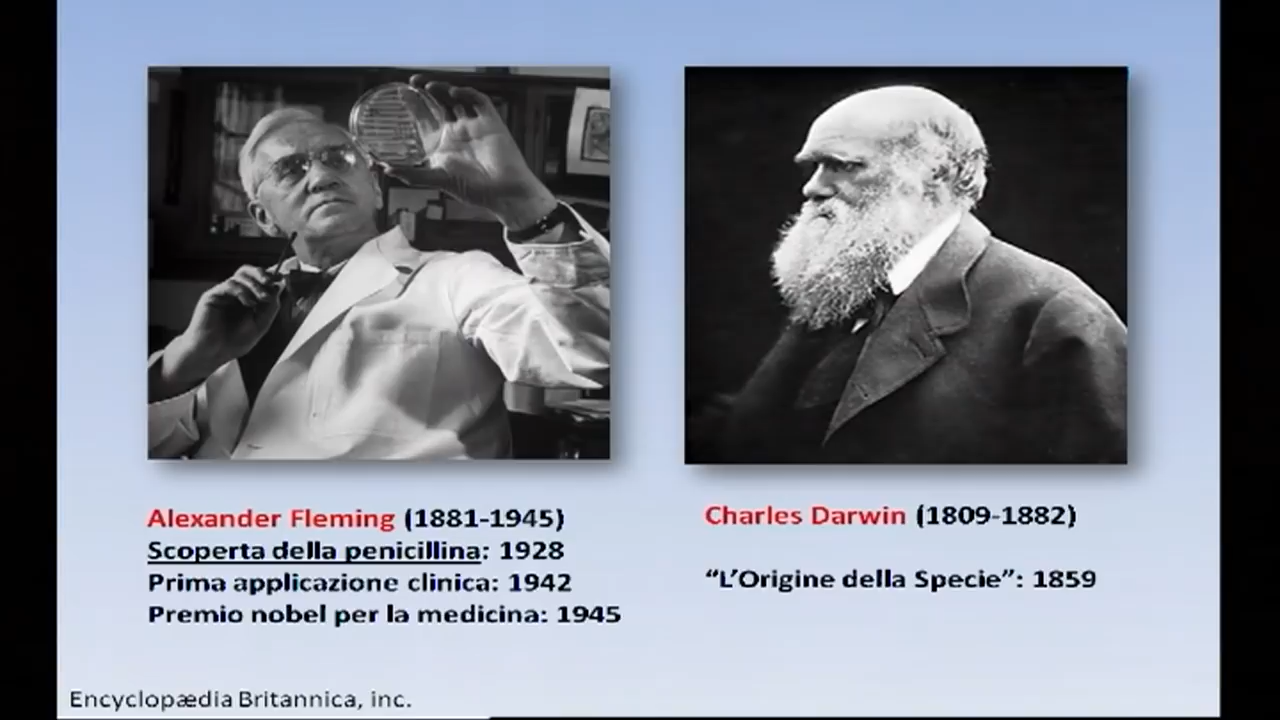 Alexander Fleming (1881-1945)
Scoperta della penicillina: 1928
Prima applicazione clinica: 1942
Premio nobel per la medicina: 1945
Charles Darwin (1809-1882)
“L’Origine della Specie”: 1859
Encyclopædia Britannica, inc.